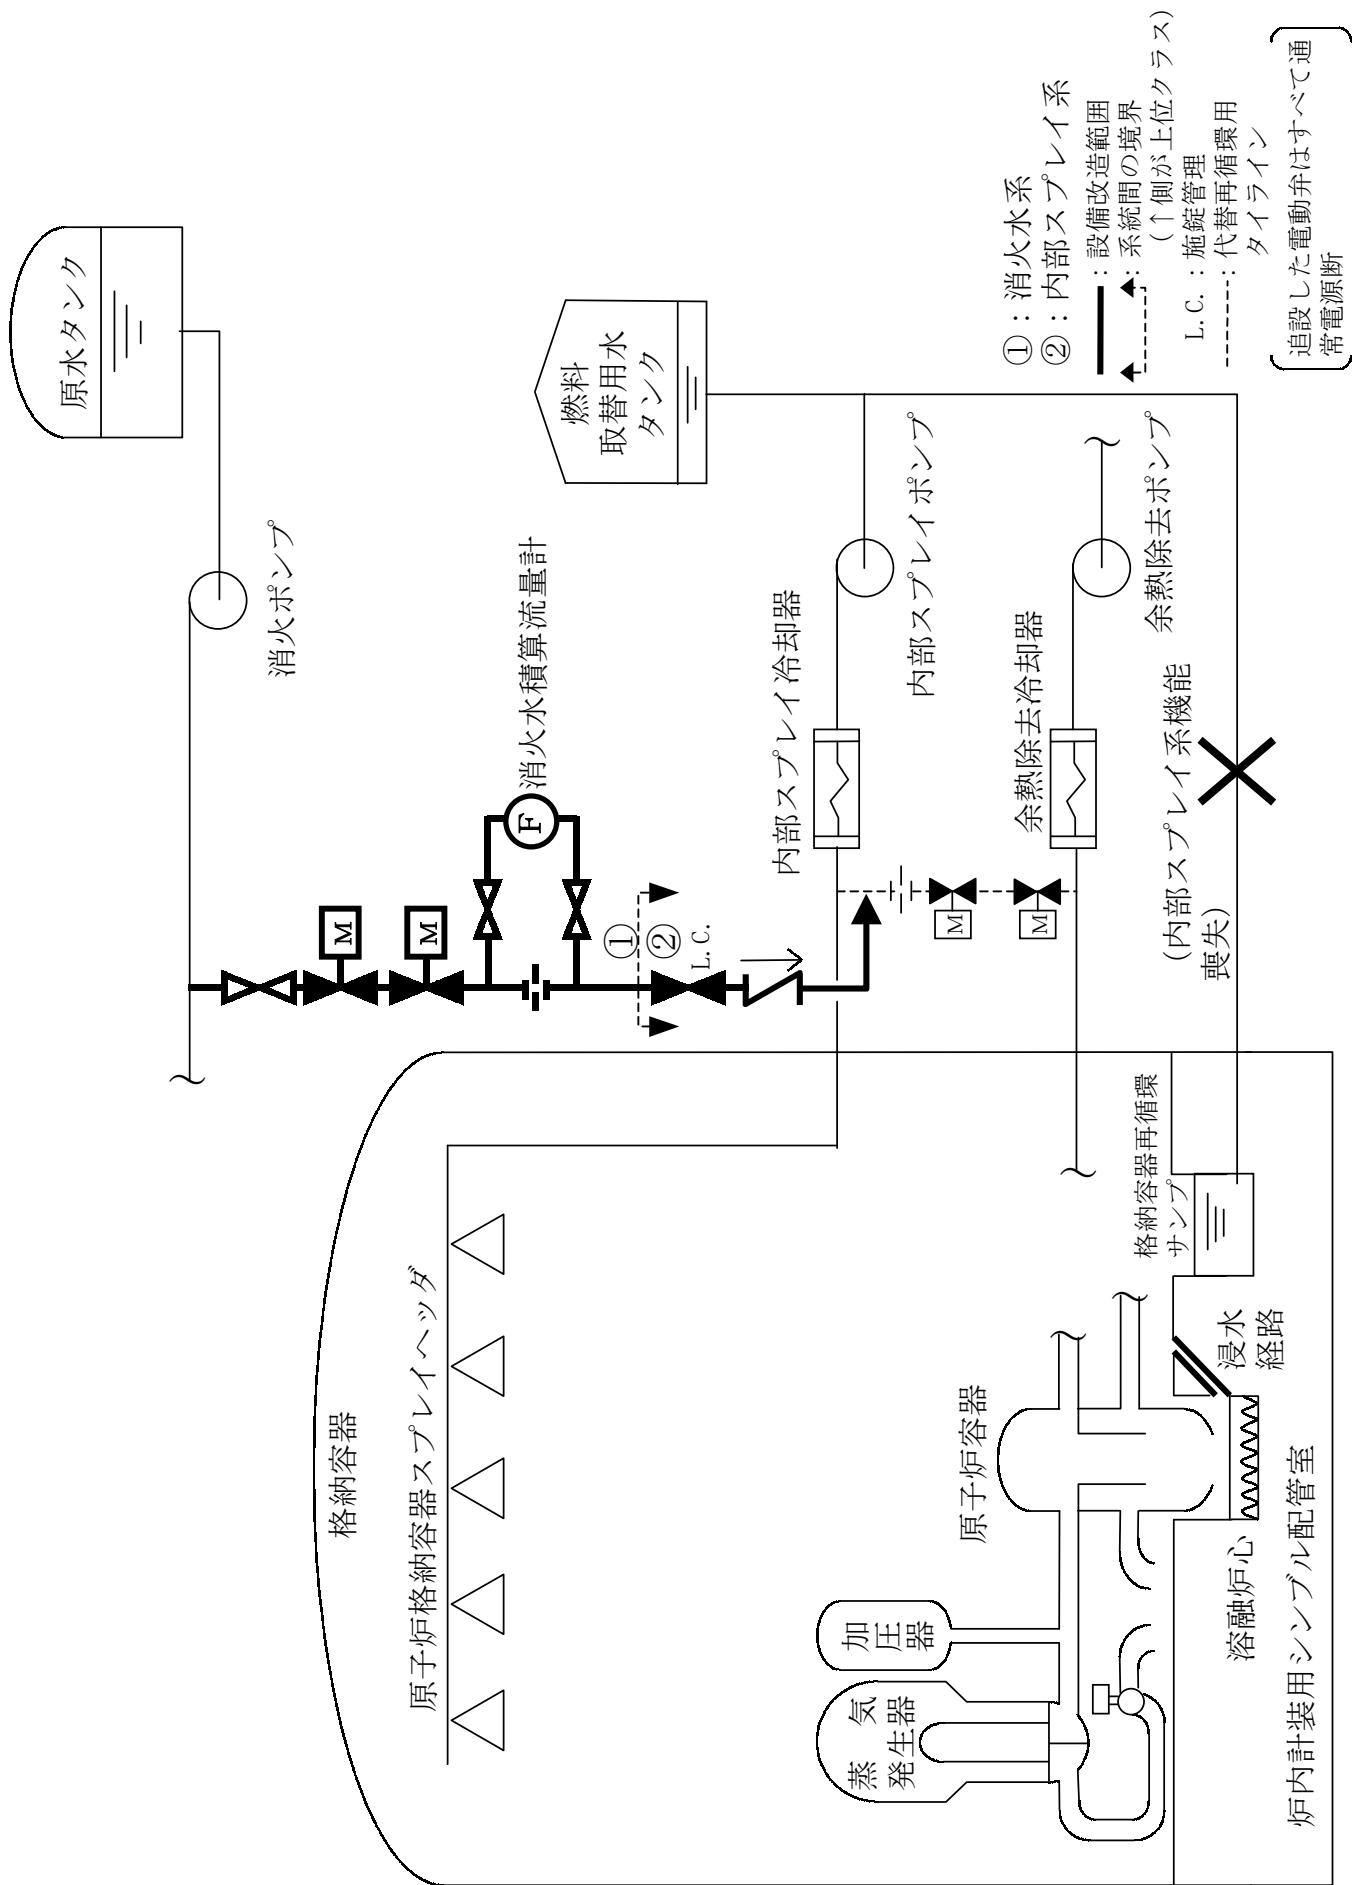 原水タンク
消火ポンプ
燃料
取替用水
タンク
M
M
消火水積算流量計
F
①
②
L.C.
内部スプレイ冷却器
内部スプレイポンプ
M
M
余熱除去冷却器
余熱除去ポンプ
(内部スプレイ系機能
喪失)
格納容器
原子炉格納容器スプレイヘッダ
格納容器再循環
サンプ
蒸気
発生器
加
圧
器
原子炉容器
浸水
経路
溶融炉心
炉内計装用シンブル配管室
①：消火水系
②：内部スプレイ系
：設備改造範囲
：系統間の境界
(↑側が上位クラス)
L.C.：施錠管理
：代替再循環用
タイライン
追設した電動弁はすべて通
常電源断